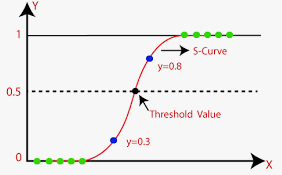 Y
1
S-Curve
y=0.8
0.5
Threshold Value
y=0.3
0
X